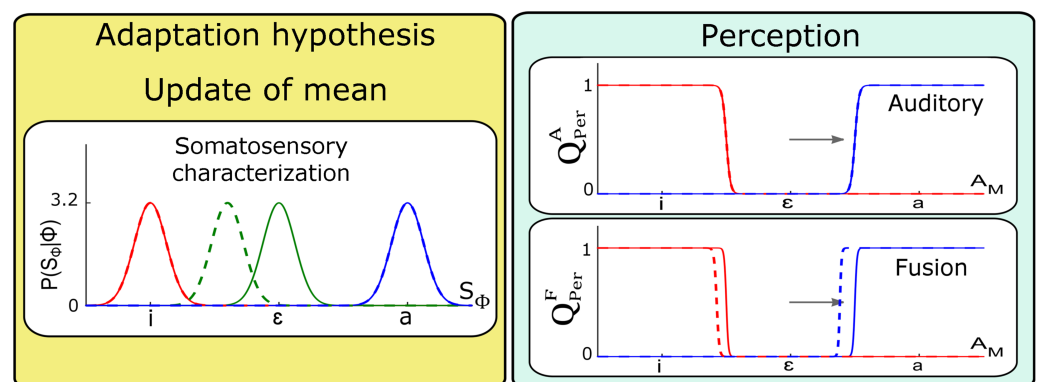 Adaptation hypothesis
Update of mean
Somatosensory
characterization
P(S_Φ|Φ)
3.2
0
i ε a
S_Φ
Perception
Q^A_Per
1
0
Auditory
i ε a
A_M
Q^F_Per
1
0
Fusion
i ε a
A_M